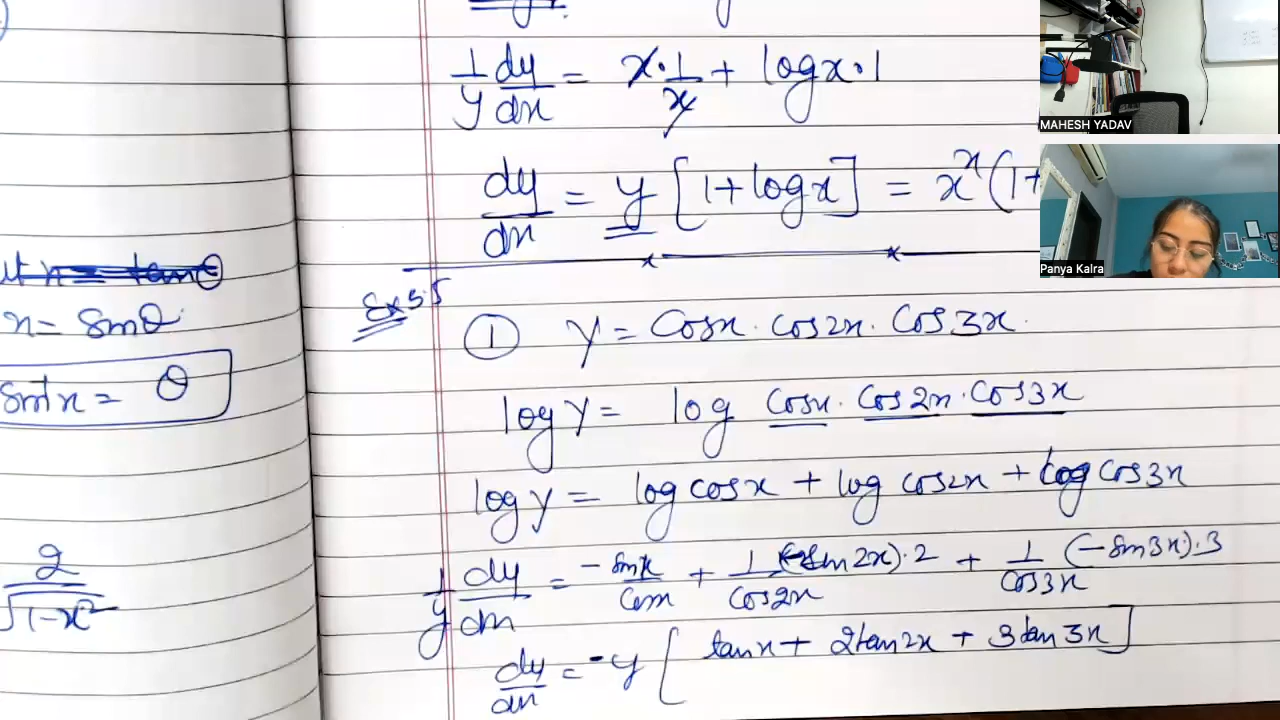 1/y dy/dx = x·1/x + log x·1
dy/dx = y [1 + log x] = x^x (1+
Ex 5.5
① y = Cos x · Cos 2x · Cos 3x
log y = log Cos x · Cos 2x · Cos 3x
log y = log cos x + log cos 2x + log cos 3x
1/y dy/dx = - sin x / Cos x + 1/cos 2x (-sin 2x)·2 + 1/cos 3x (-sin 3x)·3
dy/dx = -y [tan x + 2 tan 2x + 3 tan 3x]
x = sin θ
sin⁻¹ x = θ
2/√1-x²
MAHESH YADAV
Panya Kalra